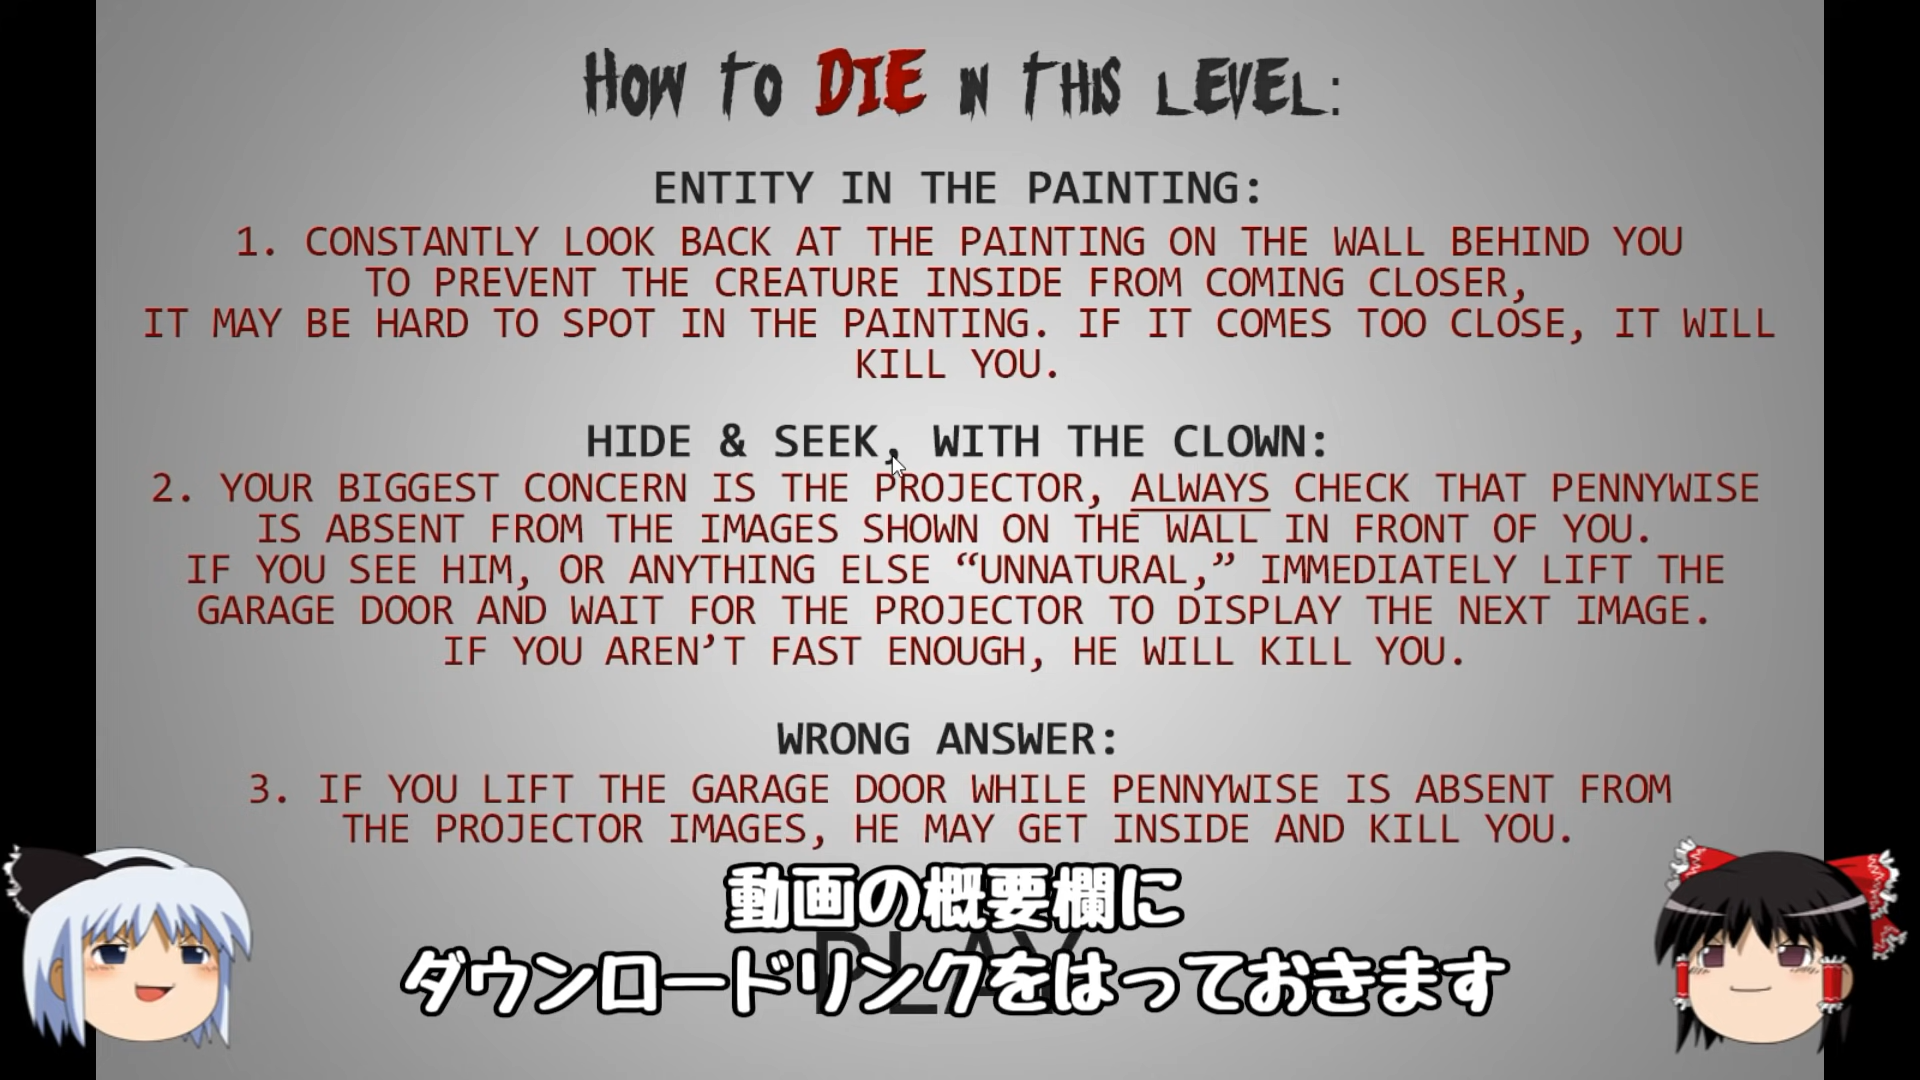 HOW TO DIE IN THIS LEVEL:
ENTITY IN THE PAINTING:
1. CONSTANTLY LOOK BACK AT THE PAINTING ON THE WALL BEHIND YOU
TO PREVENT THE CREATURE INSIDE FROM COMING CLOSER,
IT MAY BE HARD TO SPOT IN THE PAINTING. IF IT COMES TOO CLOSE, IT WILL
KILL YOU.
HIDE & SEEK, WITH THE CLOWN:
2. YOUR BIGGEST CONCERN IS THE PROJECTOR, ALWAYS CHECK THAT PENNYWISE
IS ABSENT FROM THE IMAGES SHOWN ON THE WALL IN FRONT OF YOU.
IF YOU SEE HIM, OR ANYTHING ELSE “UNNATURAL,” IMMEDIATELY LIFT THE
GARAGE DOOR AND WAIT FOR THE PROJECTOR TO DISPLAY THE NEXT IMAGE.
IF YOU AREN’T FAST ENOUGH, HE WILL KILL YOU.
WRONG ANSWER:
3. IF YOU LIFT THE GARAGE DOOR WHILE PENNYWISE IS ABSENT FROM
THE PROJECTOR IMAGES, HE MAY GET INSIDE AND KILL YOU.
動画の概要欄に
PLAY
ダウンロードリンクをはっておきます